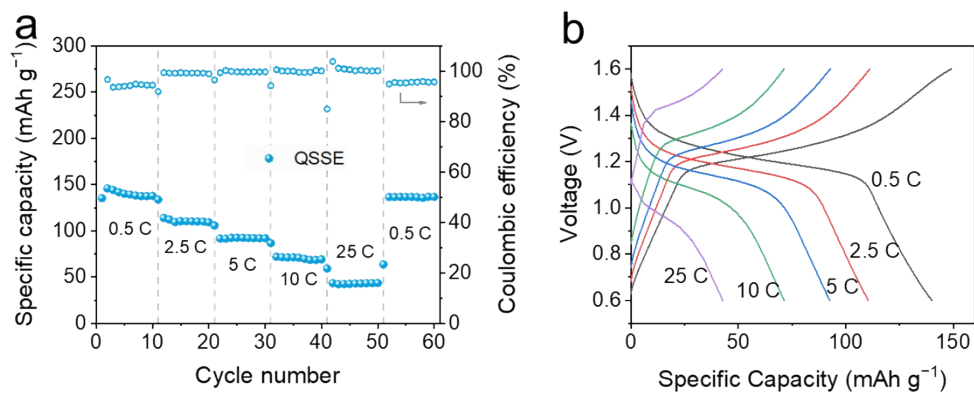 a
300
250
200
150
100
50
0
0 10 20 30 40 50 60
100
80
60
40
20
0
Specific capacity (mAh g⁻¹)
Coulombic efficiency (%)
Cycle number
QSSE
0.5 C
2.5 C
5 C
10 C
25 C
0.5 C
b
1.6
1.4
1.2
1.0
0.8
0.6
0 50 100 150
Voltage (V)
Specific Capacity (mAh g⁻¹)
0.5 C
2.5 C
5 C
10 C
25 C